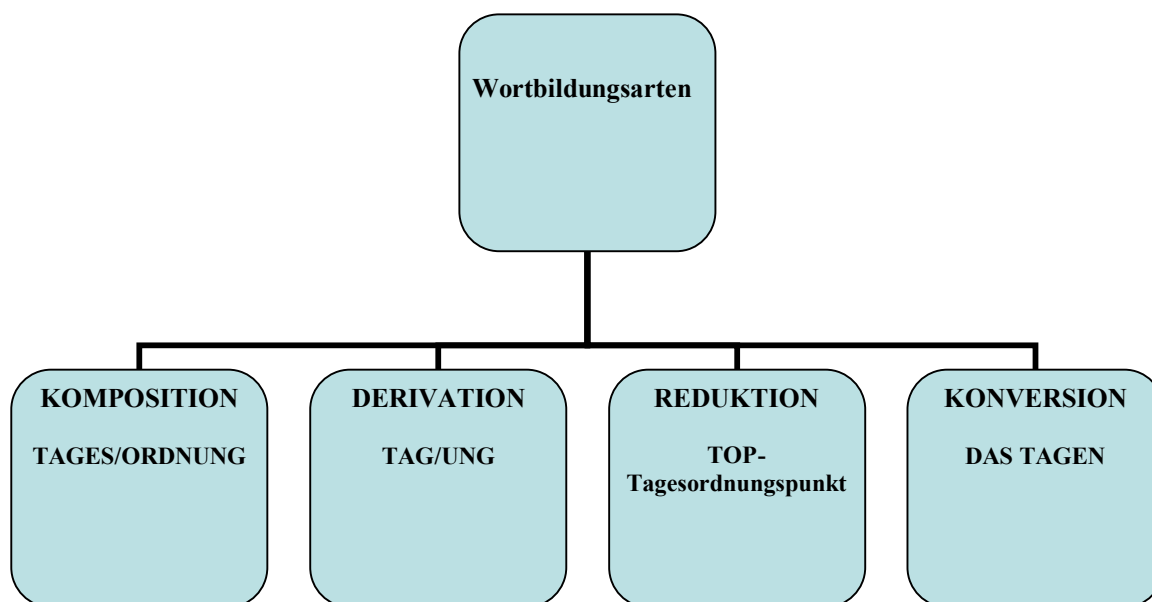 Wortbildungsarten
KOMPOSITION
TAGES/ORDNUNG
DERIVATION
TAG/UNG
REDUKTION
TOP-
Tagesordnungspunkt
KONVERSION
DAS TAGEN